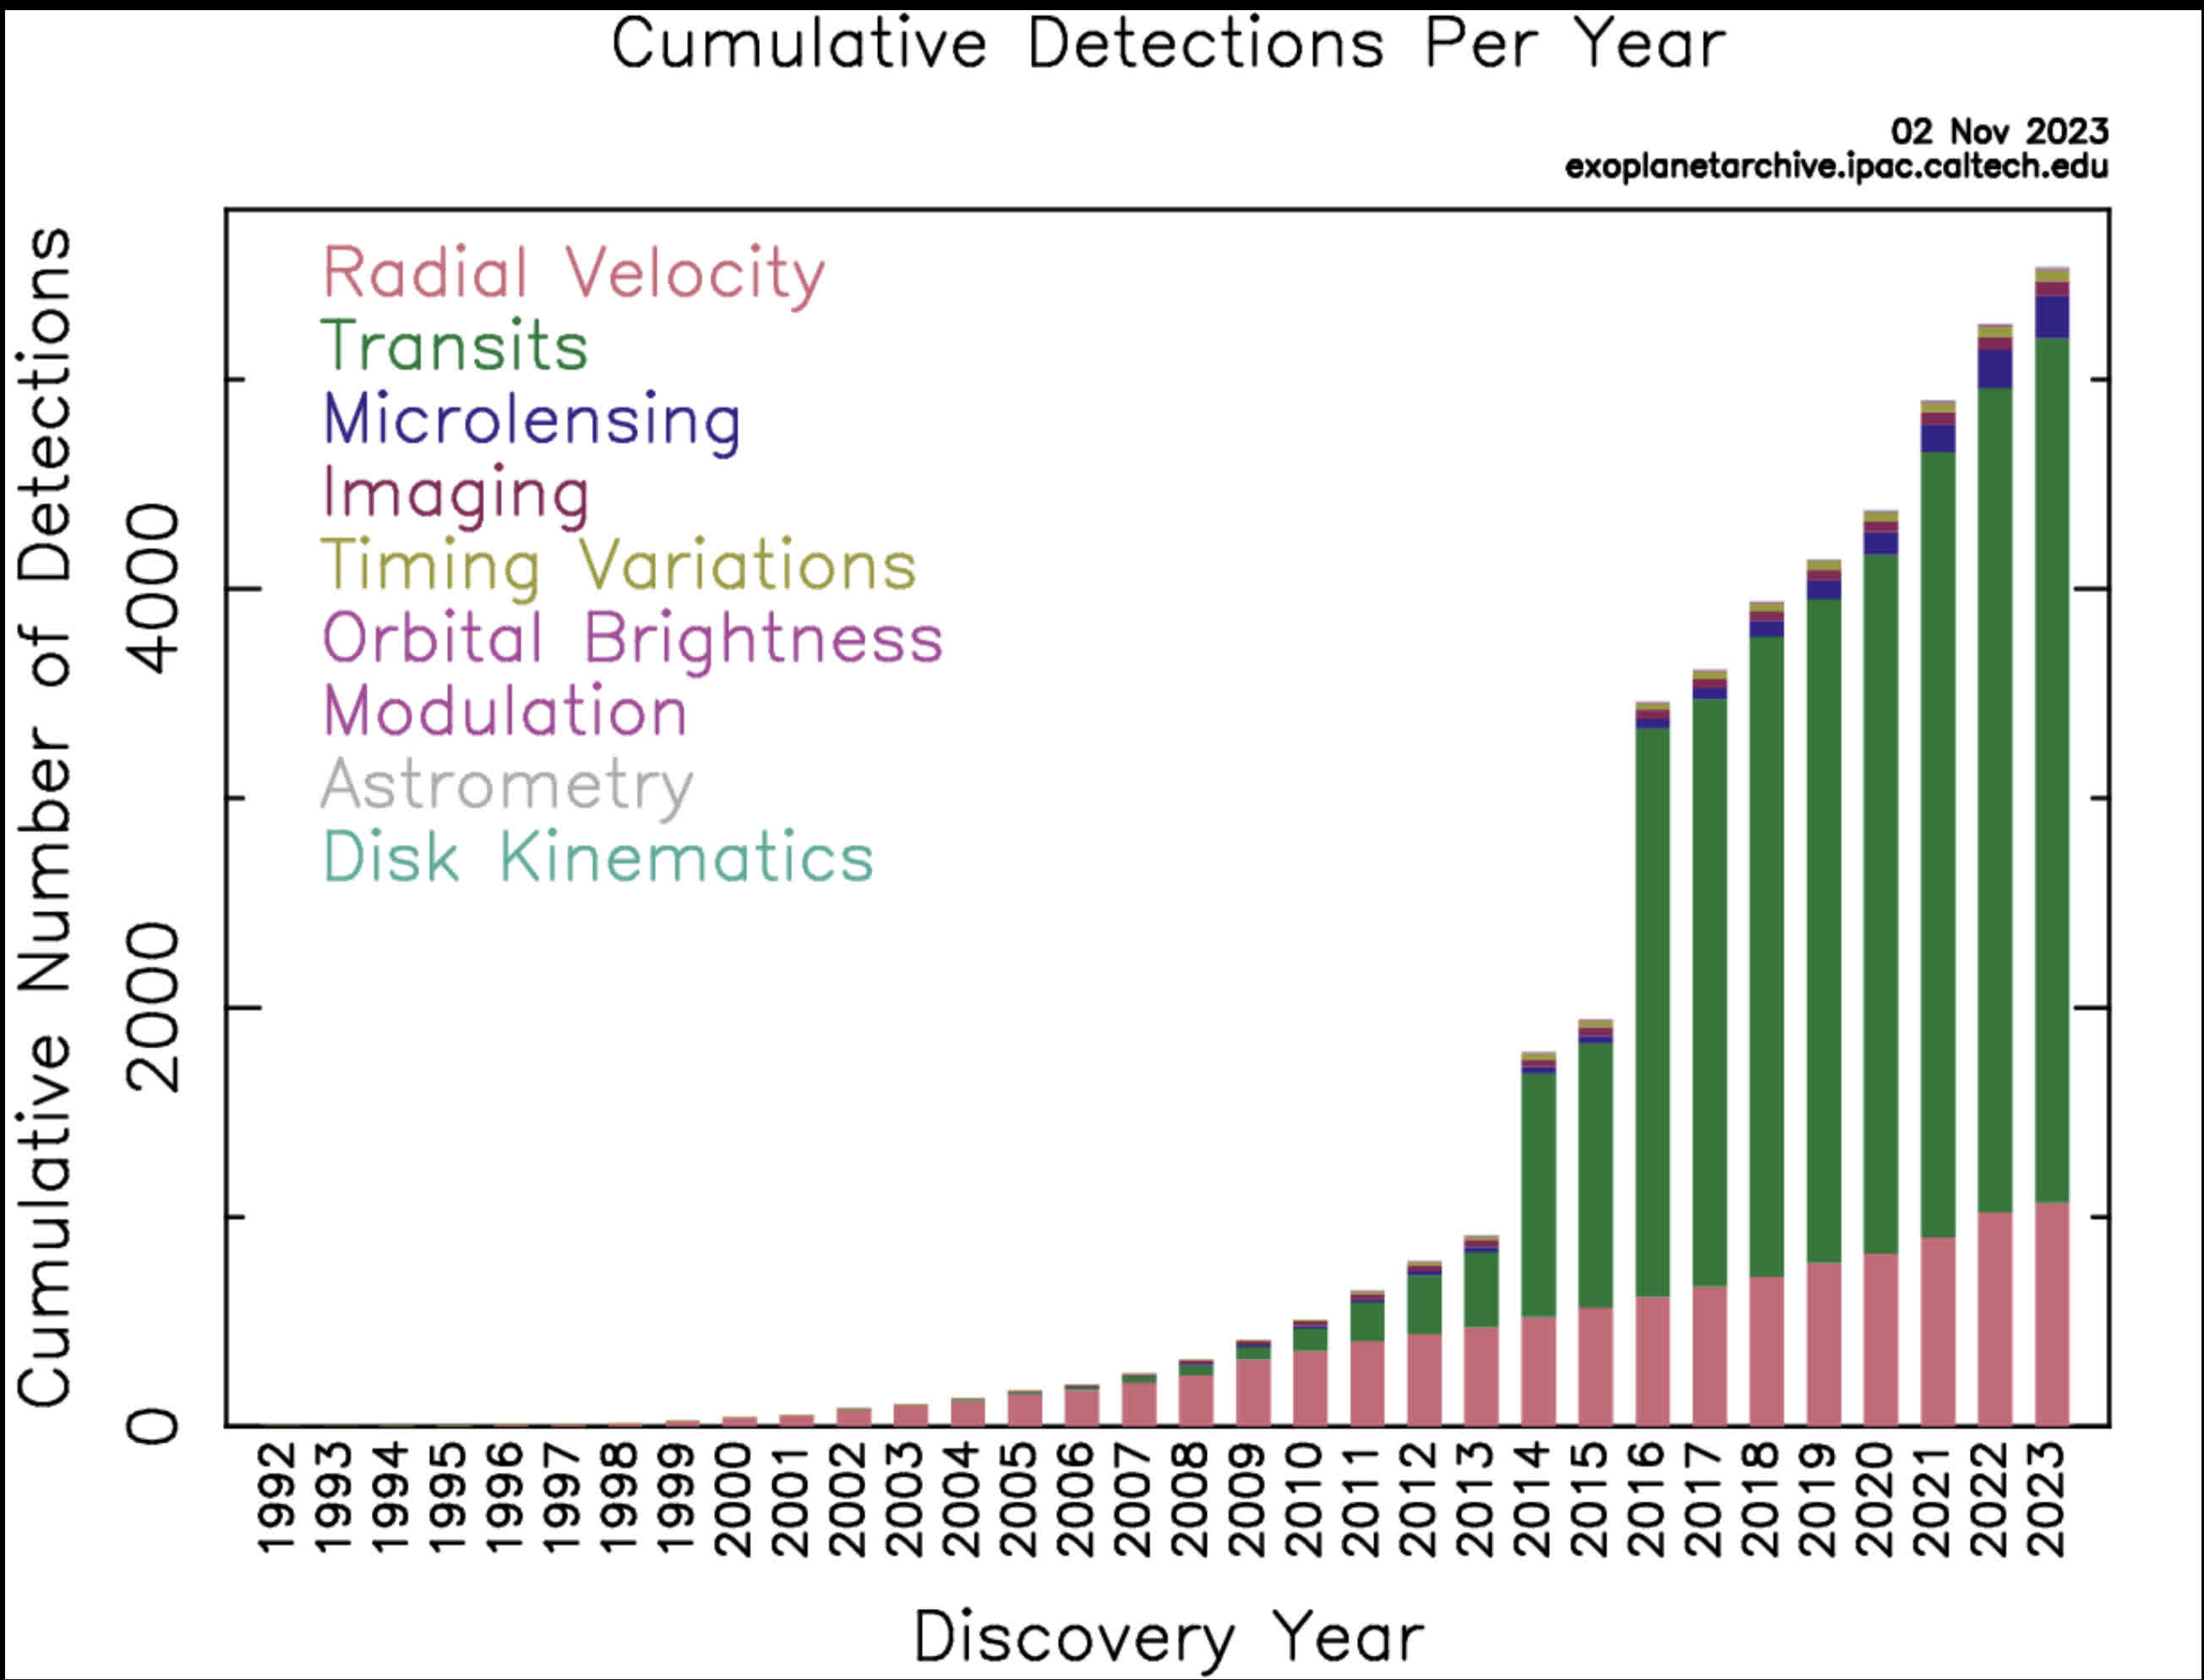 Cumulative Detections Per Year
02 Nov 2023
exoplanetarchive.ipac.caltech.edu
Cumulative Number of Detections
4000
2000
0
Radial Velocity
Transits
Microlensing
Imaging
Timing Variations
Orbital Brightness
Modulation
Astrometry
Disk Kinematics
1992
1993
1994
1995
1996
1997
1998
1999
2000
2001
2002
2003
2004
2005
2006
2007
2008
2009
2010
2011
2012
2013
2014
2015
2016
2017
2018
2019
2020
2021
2022
2023
Discovery Year